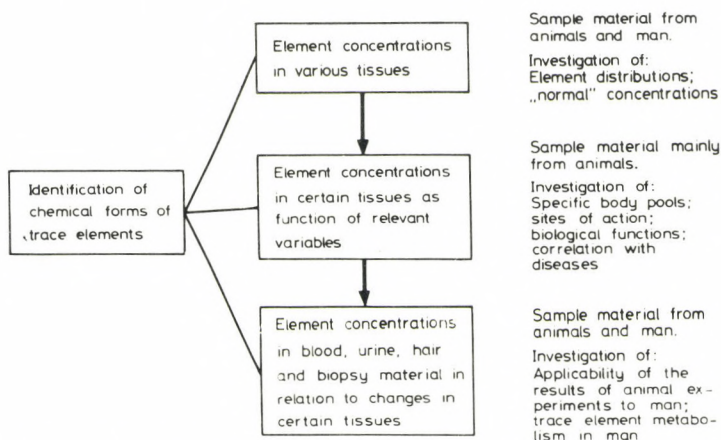 Element concentrations
in various tissues
Sample material from
animals and man.
Investigation of:
Element distributions;
„normal" concentrations
Identification of
chemical forms of
trace elements
Element concentrations
in certain tissues as
function of relevant
variables
Sample material mainly
from animals.
Investigation of:
Specific body pools;
sites of action;
biological functions;
correlation with
diseases
Element concentrations
in blood, urine, hair
and biopsy material in
relation to changes in
certain tissues
Sample material from
animals and man.
Investigation of:
Applicability of the
results of animal ex-
periments to man;
trace element metabo-
lism in man